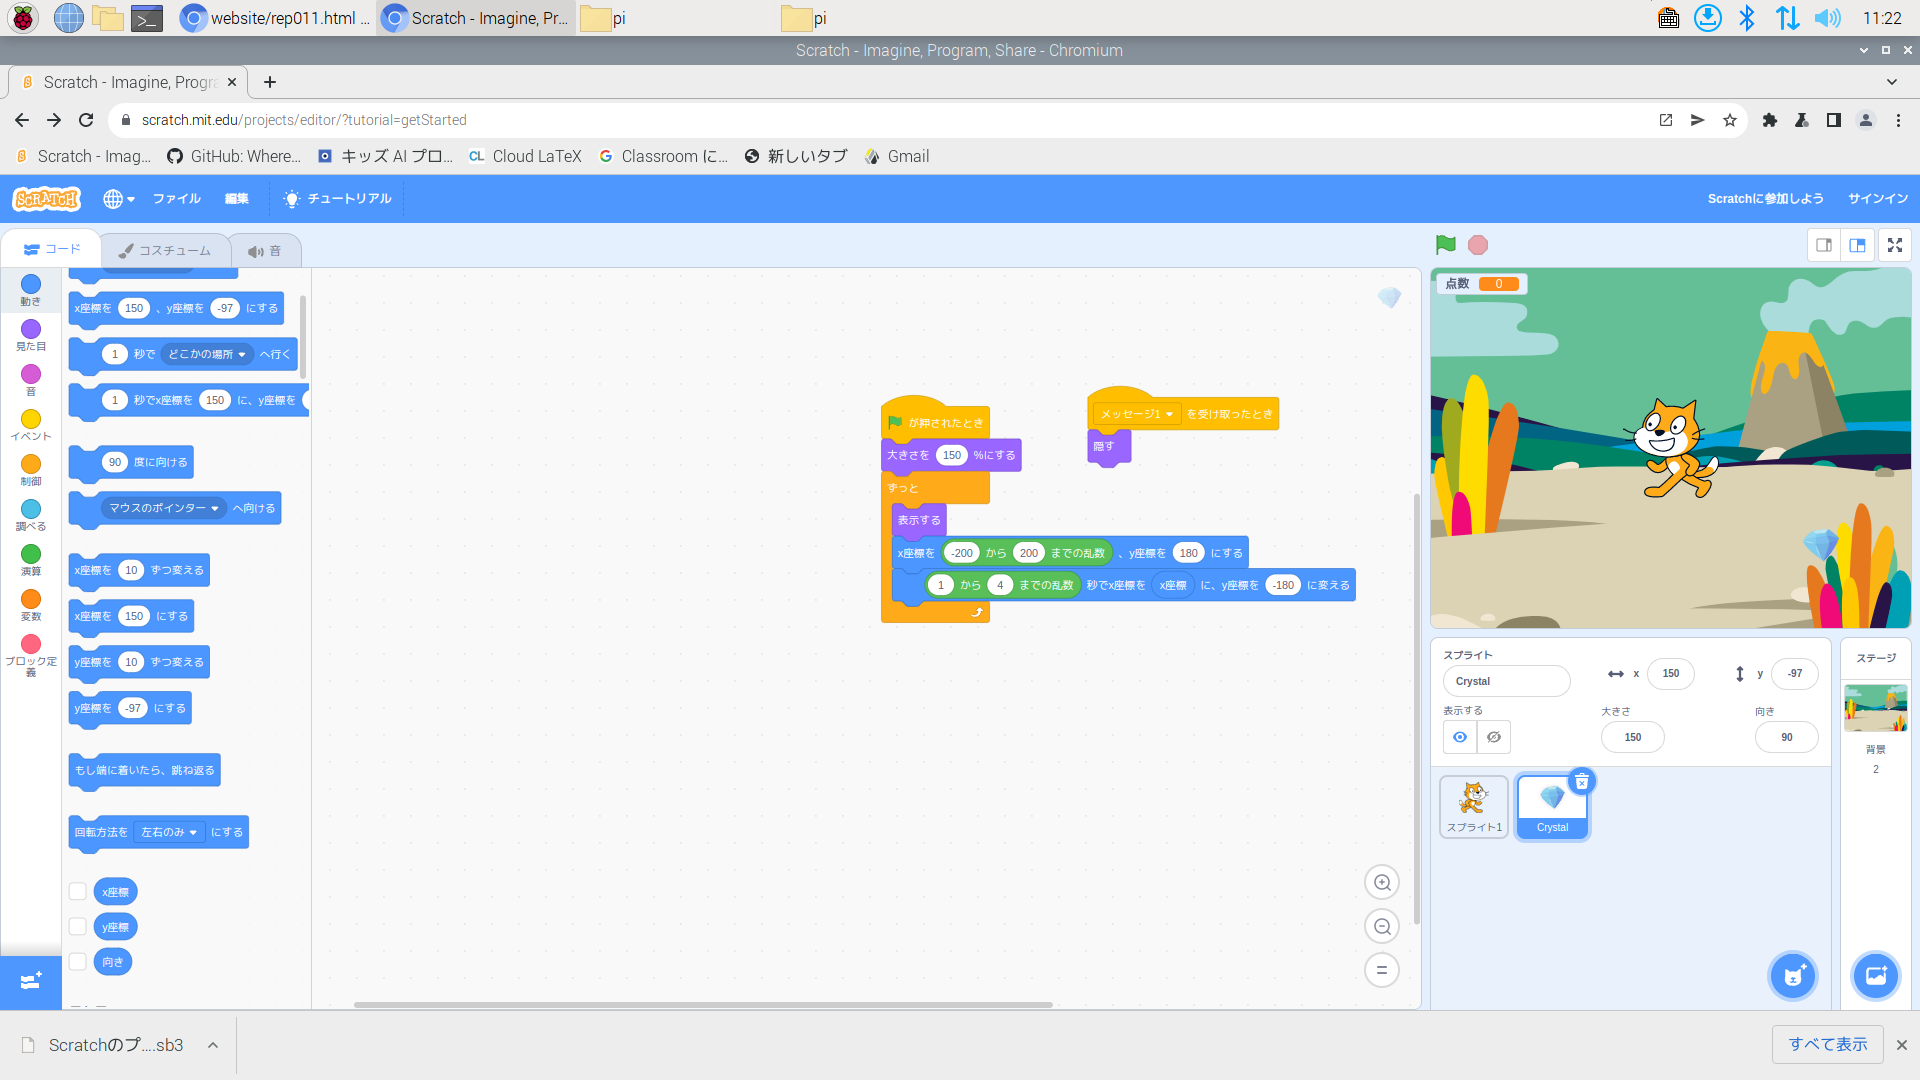 website/rep011.html ...
Scratch - Imagine, Pr...
pi
pi
11:22
Scratch - Imagine, Program, Share - Chromium
Scratch - Imagine, Progra
scratch.mit.edu/projects/editor/?tutorial=getStarted
Scratch - Imag...
GitHub: Where...
キッズ AI プロ...
CL Cloud LaTeX
Classroom に...
新しいタブ
Gmail
SCRATCH
ファイル
編集
チュートリアル
Scratchに参加しよう
サインイン
コード
コスチューム
音
動き
見た目
音
イベント
制御
調べる
演算
変数
ブロック定義
x座標を 150 、y座標を -97 にする
1 秒で どこかの場所 へ行く
1 秒でx座標を 150 に、y座標を
90 度に向ける
マウスのポインター へ向ける
x座標を 10 ずつ変える
x座標を 150 にする
y座標を 10 ずつ変える
y座標を -97 にする
もし端に着いたら、跳ね返る
回転方法を 左右のみ にする
x座標
y座標
向き
が押されたとき
大きさを 150 %にする
ずっと
表示する
x座標を -200 から 200 までの乱数 、y座標を 180 にする
1 から 4 までの乱数 秒でx座標を x座標 に、y座標を -180 に変える
メッセージ1 を受け取ったとき
隠す
点数 0
スプライト
Crystal
x 150
y -97
表示する
大きさ
150
向き
90
スプライト1
Crystal
ステージ
背景
2
Scratchのプ....sb3
すべて表示